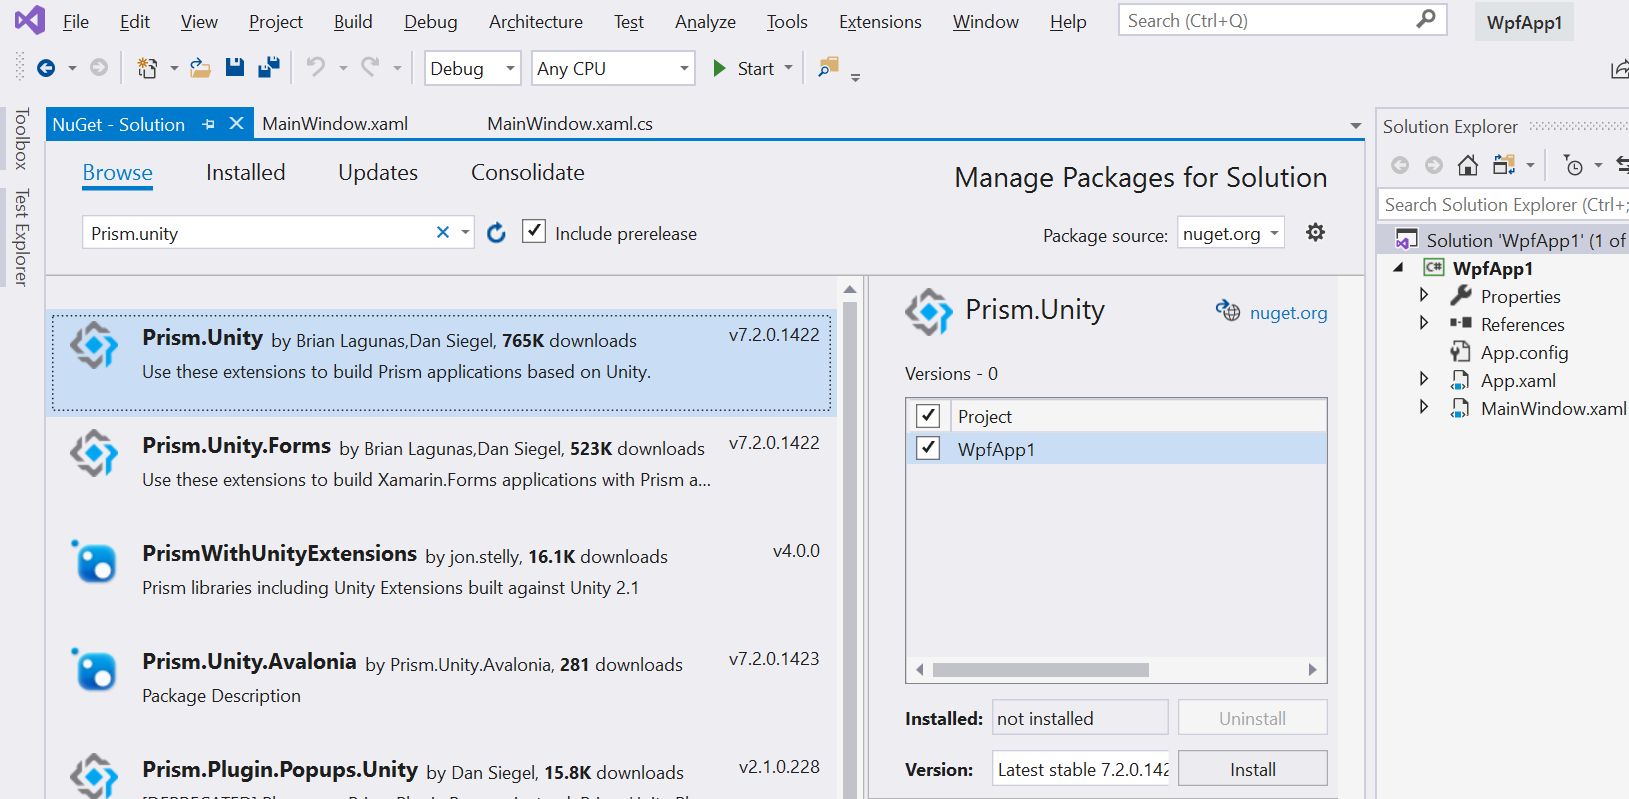 File Edit View Project Build Debug Architecture Test Analyze Tools Extensions Window Help Search (Ctrl+Q) WpfApp1
Debug Any CPU Start
Toolbox
Test Explorer
NuGet - Solution MainWindow.xaml MainWindow.xaml.cs
Browse Installed Updates Consolidate
Manage Packages for Solution
Prism.unity Include prerelease
Package source: nuget.org
Prism.Unity by Brian Lagunas,Dan Siegel, 765K downloads v7.2.0.1422
Use these extensions to build Prism applications based on Unity.
Prism.Unity.Forms by Brian Lagunas,Dan Siegel, 523K downloads v7.2.0.1422
Use these extensions to build Xamarin.Forms applications with Prism a...
PrismWithUnityExtensions by jon.stelly, 16.1K downloads v4.0.0
Prism libraries including Unity Extensions built against Unity 2.1
Prism.Unity.Avalonia by Prism.Unity.Avalonia, 281 downloads v7.2.0.1423
Package Description
Prism.Plugin.Popups.Unity by Dan Siegel, 15.8K downloads v2.1.0.228
Prism.Unity nuget.org
Versions - 0
Project
WpfApp1
Installed: not installed Uninstall
Version: Latest stable 7.2.0.142 Install
Solution Explorer
Search Solution Explorer (Ctrl+;
Solution 'WpfApp1' (1 of
C# WpfApp1
Properties
References
App.config
App.xaml
MainWindow.xaml